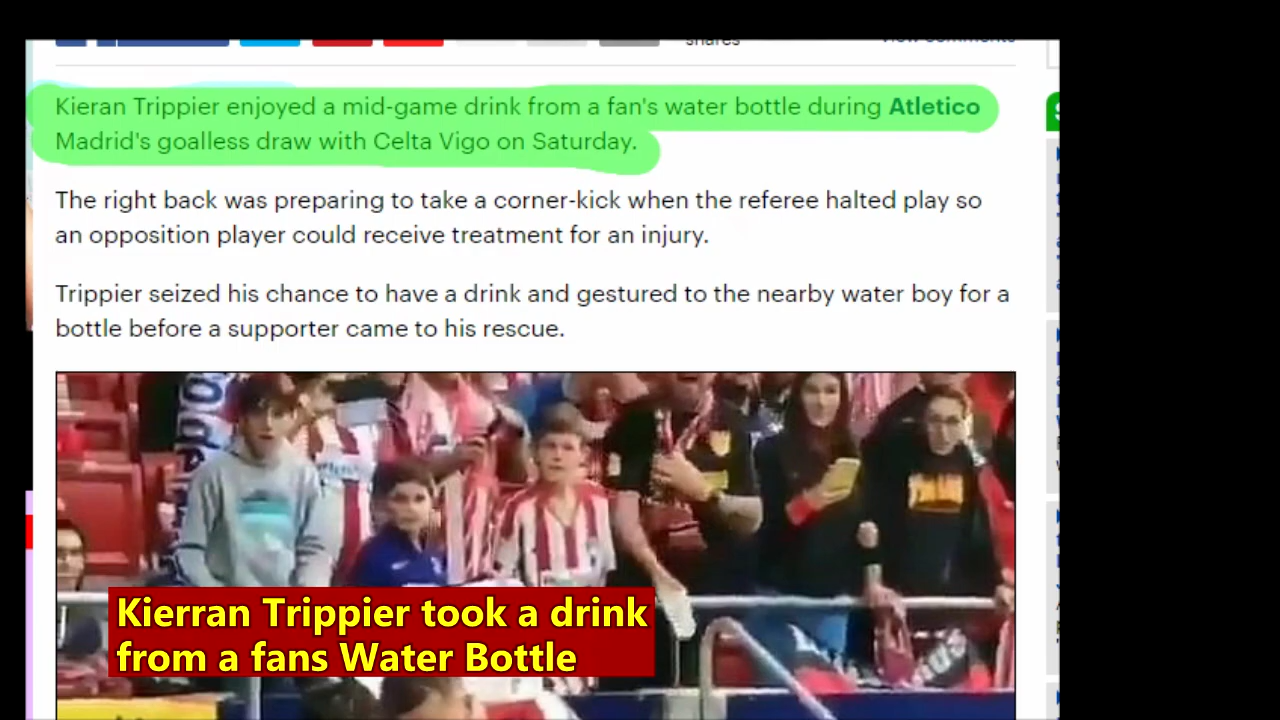 shares
View comments
Kieran Trippier enjoyed a mid-game drink from a fan's water bottle during Atletico
Madrid's goalless draw with Celta Vigo on Saturday.
The right back was preparing to take a corner-kick when the referee halted play so
an opposition player could receive treatment for an injury.
Trippier seized his chance to have a drink and gestured to the nearby water boy for a
bottle before a supporter came to his rescue.
Kierran Trippier took a drink
from a fans Water Bottle